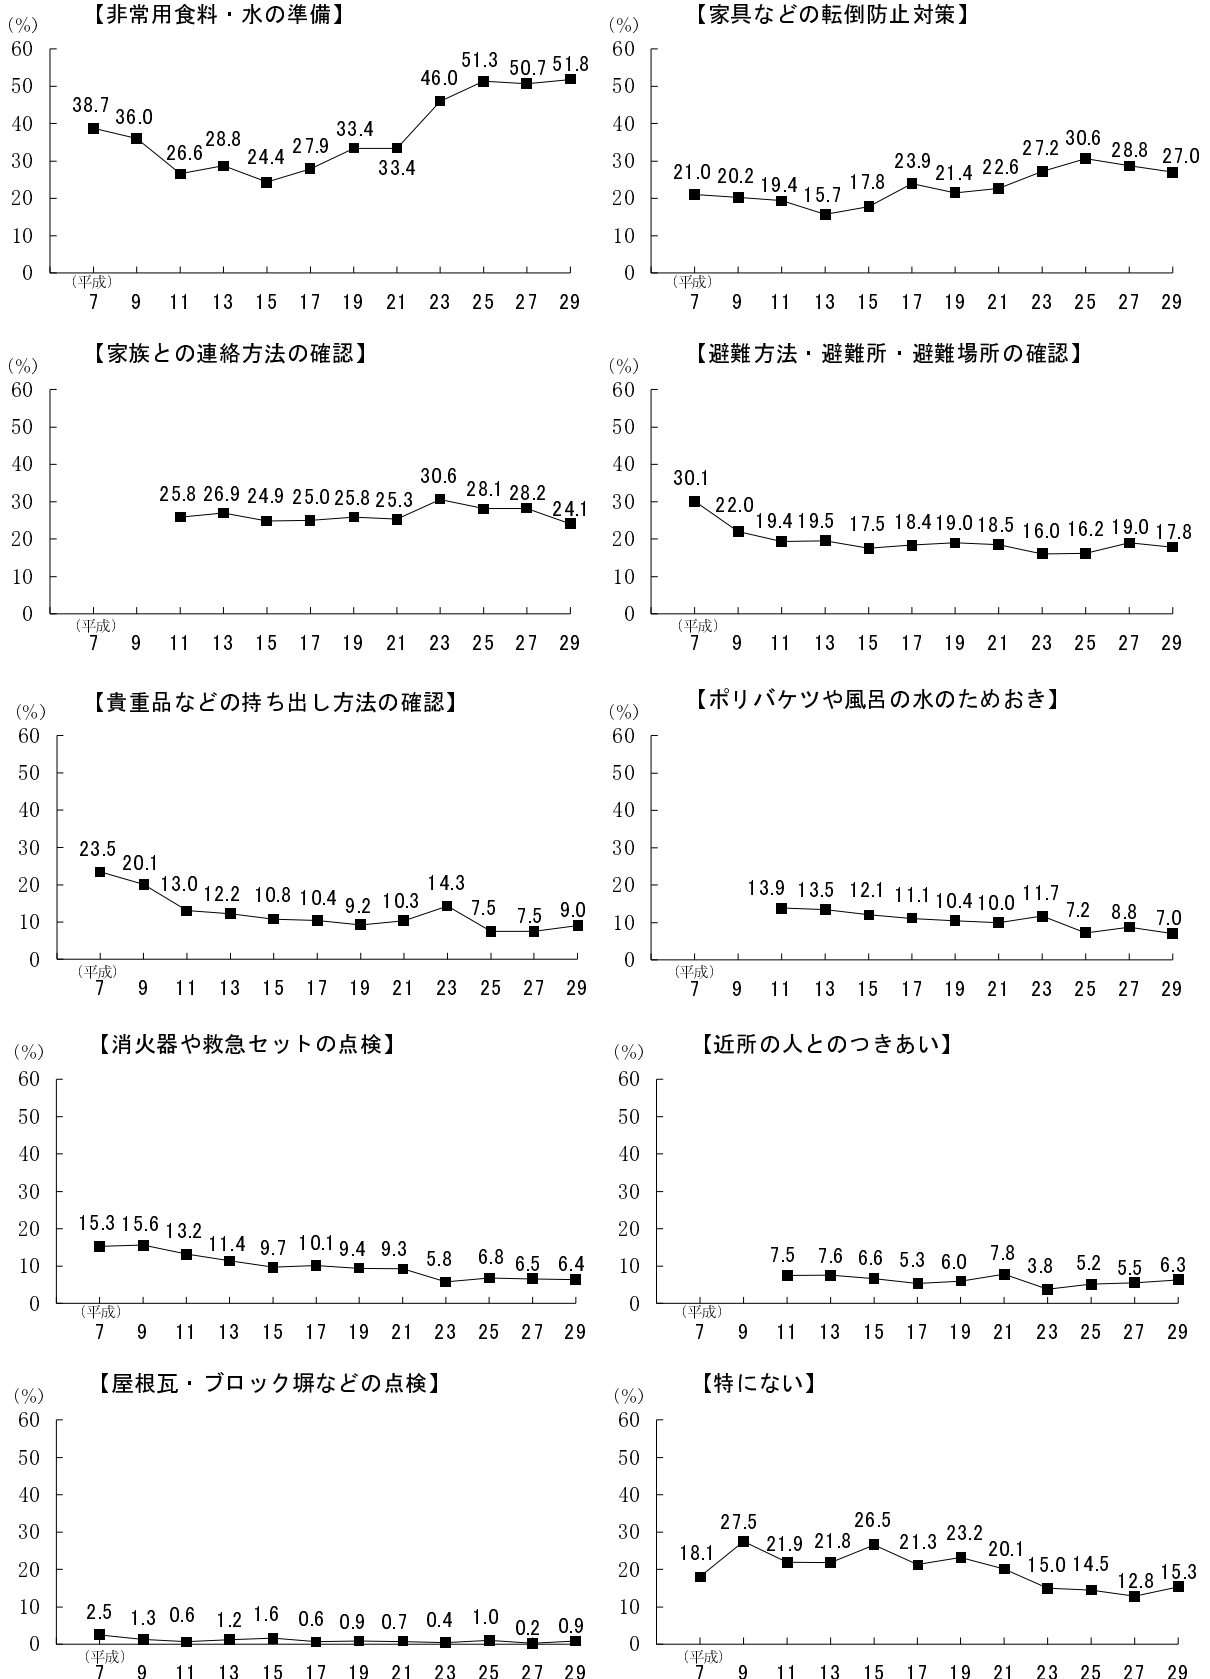 【非常用食料・水の準備】
(%)
60
50
40
30
20
10
0
38.7 36.0 26.6 28.8 24.4 27.9 33.4 33.4 46.0 51.3 50.7 51.8
(平成)
7 9 11 13 15 17 19 21 23 25 27 29
【家具などの転倒防止対策】
(%)
60
50
40
30
20
10
0
21.0 20.2 19.4 15.7 17.8 23.9 21.4 22.6 27.2 30.6 28.8 27.0
(平成)
7 9 11 13 15 17 19 21 23 25 27 29
【家族との連絡方法の確認】
(%)
60
50
40
30
20
10
0
25.8 26.9 24.9 25.0 25.8 25.3 30.6 28.1 28.2 24.1
(平成)
7 9 11 13 15 17 19 21 23 25 27 29
【避難方法・避難所・避難場所の確認】
(%)
60
50
40
30
20
10
0
30.1 22.0 19.4 19.5 17.5 18.4 19.0 18.5 16.0 16.2 19.0 17.8
(平成)
7 9 11 13 15 17 19 21 23 25 27 29
【貴重品などの持ち出し方法の確認】
(%)
60
50
40
30
20
10
0
23.5 20.1 13.0 12.2 10.8 10.4 9.2 10.3 14.3 7.5 7.5 9.0
(平成)
7 9 11 13 15 17 19 21 23 25 27 29
【ポリバケツや風呂の水のためおき】
(%)
60
50
40
30
20
10
0
13.9 13.5 12.1 11.1 10.4 10.0 11.7 7.2 8.8 7.0
(平成)
7 9 11 13 15 17 19 21 23 25 27 29
【消火器や救急セットの点検】
(%)
60
50
40
30
20
10
0
15.3 15.6 13.2 11.4 9.7 10.1 9.4 9.3 5.8 6.8 6.5 6.4
(平成)
7 9 11 13 15 17 19 21 23 25 27 29
【近所の人とのつきあい】
(%)
60
50
40
30
20
10
0
7.5 7.6 6.6 5.3 6.0 7.8 3.8 5.2 5.5 6.3
(平成)
7 9 11 13 15 17 19 21 23 25 27 29
【屋根瓦・ブロック塀などの点検】
(%)
60
50
40
30
20
10
0
2.5 1.3 0.6 1.2 1.6 0.6 0.9 0.7 0.4 1.0 0.2 0.9
(平成)
7 9 11 13 15 17 19 21 23 25 27 29
【特にない】
(%)
60
50
40
30
20
10
0
18.1 27.5 21.9 21.8 26.5 21.3 23.2 20.1 15.0 14.5 12.8 15.3
(平成)
7 9 11 13 15 17 19 21 23 25 27 29